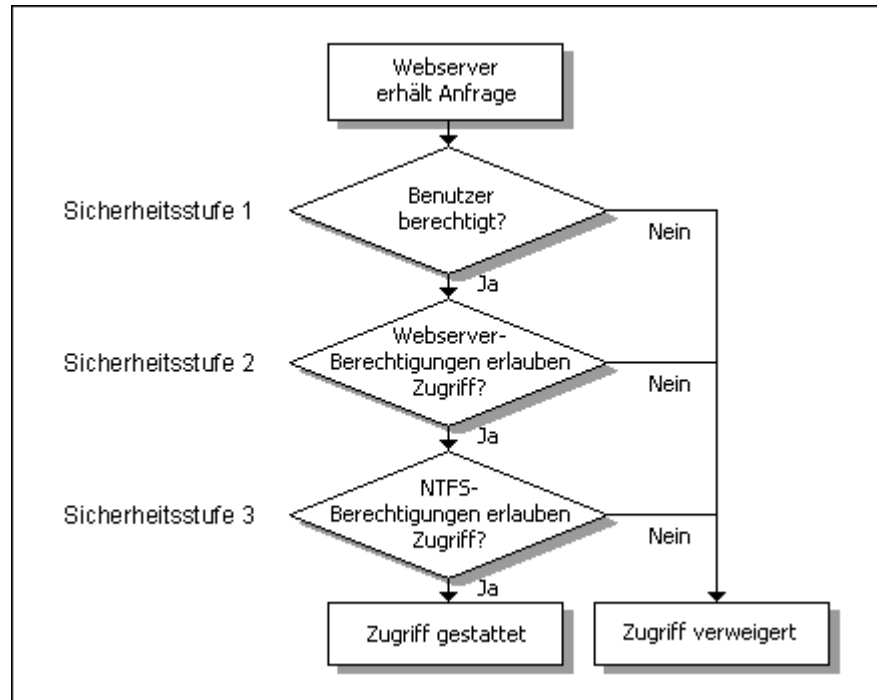 Webserver
erhält Anfrage
Sicherheitsstufe 1
Benutzer
berechtigt?
Nein
Ja
Sicherheitsstufe 2
Webserver-
Berechtigungen erlauben
Zugriff?
Nein
Ja
Sicherheitsstufe 3
NTFS-
Berechtigungen erlauben
Zugriff?
Nein
Ja
Zugriff gestattet
Zugriff verweigert